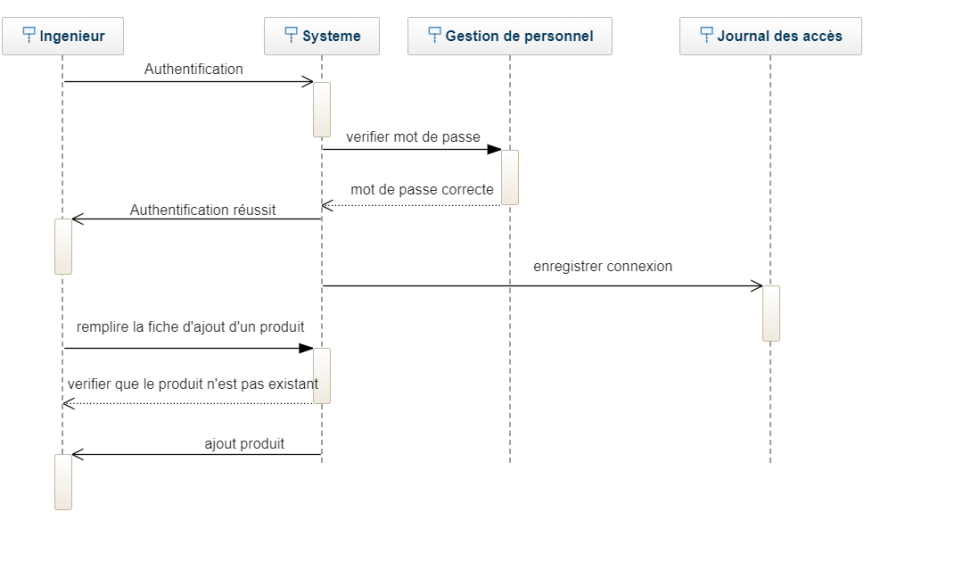 Ingenieur
Systeme
Gestion de personnel
Journal des accès
Authentification
verifier mot de passe
mot de passe correcte
Authentification réussit
enregistrer connexion
remplire la fiche d'ajout d'un produit
verifier que le produit n'est pas existant
ajout produit